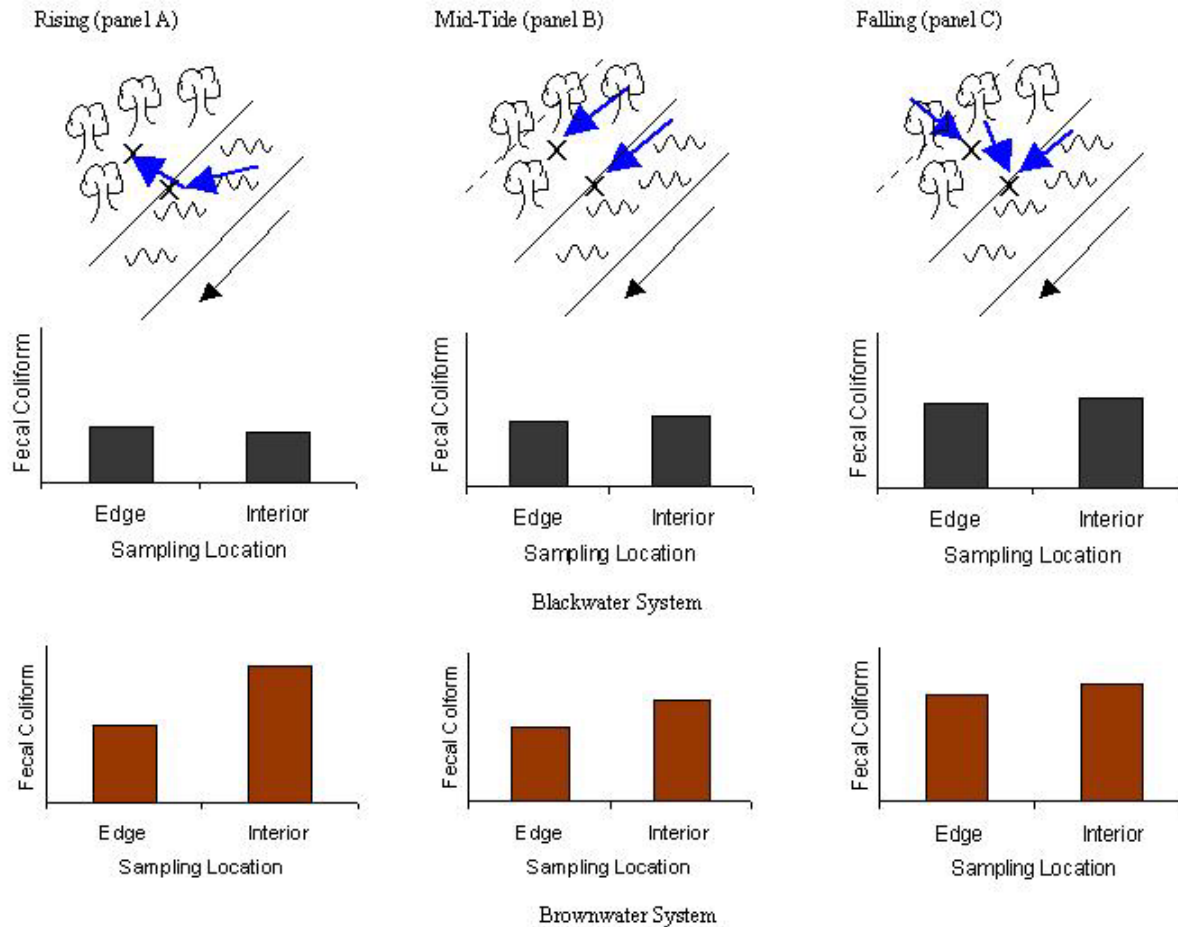 Rising (panel A)
Mid-Tide (panel B)
Falling (panel C)
X
X
X
X
X
X
Fecal Coliform
Edge
Interior
Sampling Location
Fecal Coliform
Edge
Interior
Sampling Location
Fecal Coliform
Edge
Interior
Sampling Location
Blackwater System
Fecal Coliform
Edge
Interior
Sampling Location
Fecal Coliform
Edge
Interior
Sampling Location
Fecal Coliform
Edge
Interior
Sampling Location
Brownwater System